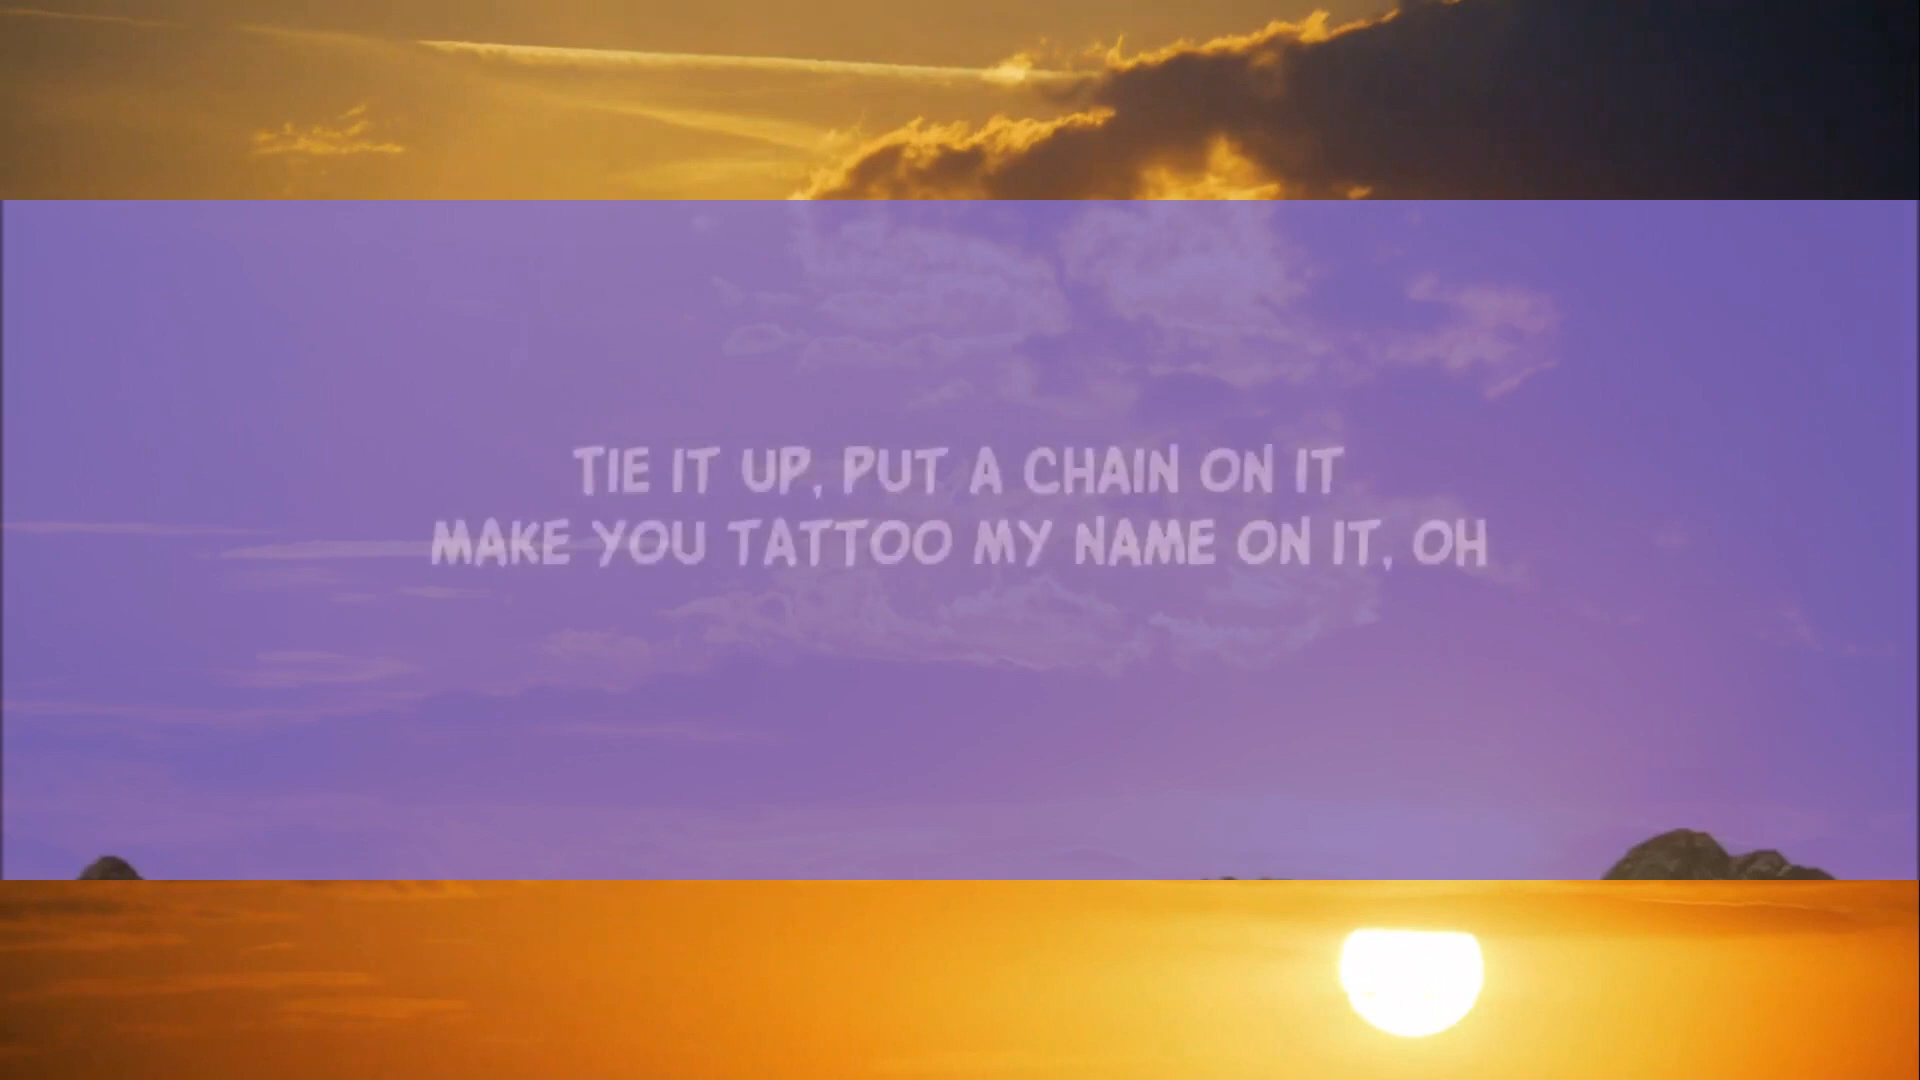 TIE IT UP, PUT A CHAIN ON IT
MAKE YOU TATTOO MY NAME ON IT, OH